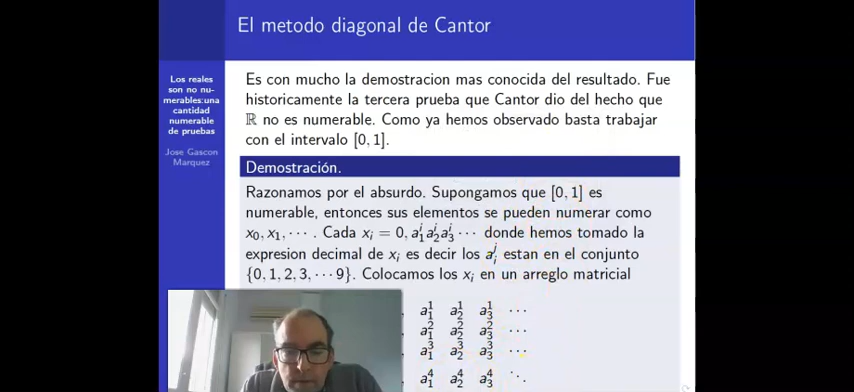 El metodo diagonal de Cantor
Los reales
son no nu-
merables:una
cantidad
numerable
de pruebas
Jose Gascon
Marquez
Es con mucho la demostracion mas conocida del resultado. Fue
historicamente la tercera prueba que Cantor dio del hecho que
ℝ no es numerable. Como ya hemos observado basta trabajar
con el intervalo [0, 1].
Demostración.
Razonamos por el absurdo. Supongamos que [0, 1] es
numerable, entonces sus elementos se pueden numerar como
x₀, x₁, ⋯ . Cada xᵢ = 0, a₁ⁱa₂ⁱa₃ⁱ ⋯ donde hemos tomado la
expresion decimal de xᵢ es decir los aᵢʲ estan en el conjunto
{0, 1, 2, 3, ⋯ 9}. Colocamos los xᵢ en un arreglo matricial
a₁¹ a₂¹ a₃¹ ⋯
a₁² a₂² a₃² ⋯
a₁³ a₂³ a₃³ ⋯
a₁⁴ a₂⁴ a₃⁴ ⋱